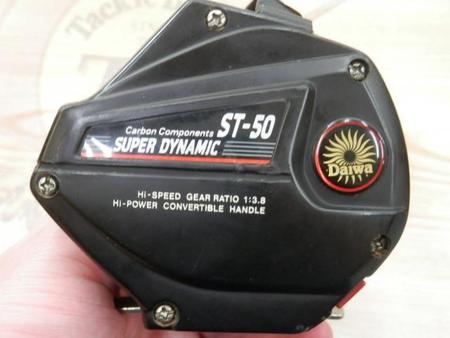 Carbon Components ST-50
SUPER DYNAMIC
Daiwa
HI-SPEED GEAR RATIO 1:3.8
HI-POWER CONVERTIBLE HANDLE